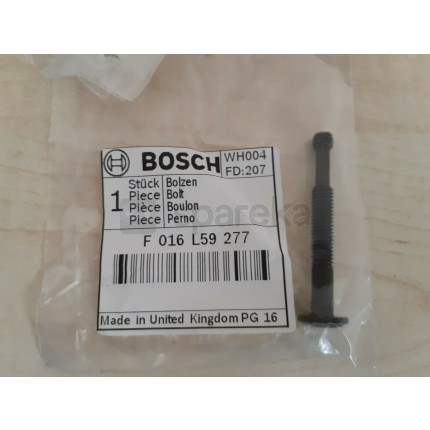 BOSCH
WH004
FD:207
1
Stück Bolzen
Piece Bolt
Pièce Boulon
Piece Perno
Spareka
F 016 L59 277
Made in United Kingdom PG 16